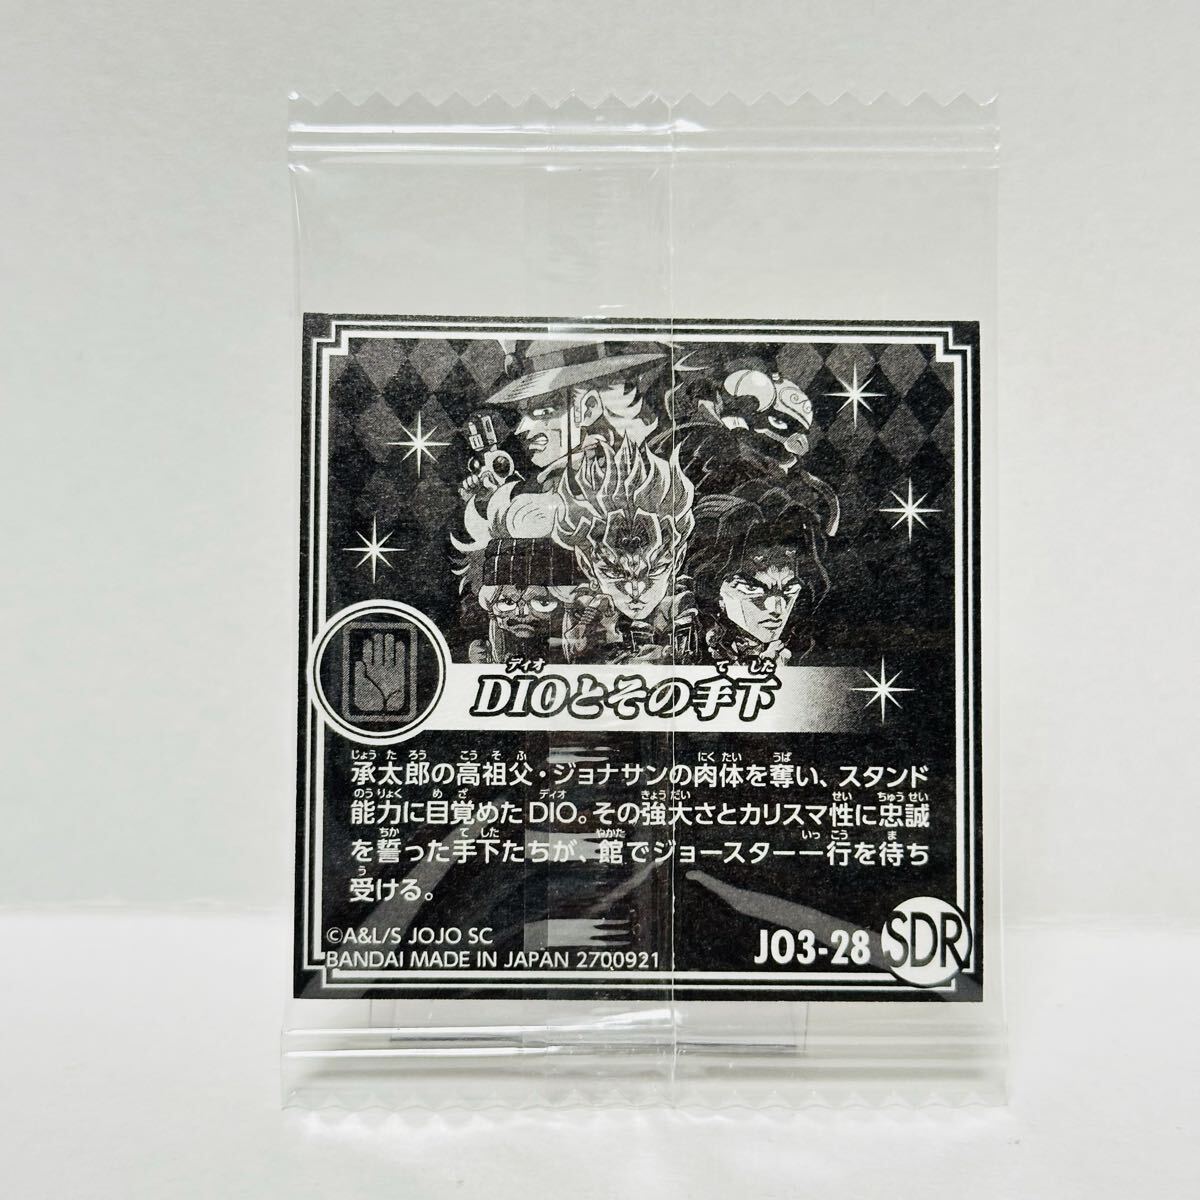 DIOとその手下
ディオ て した
承太郎の高祖父・ジョナサンの肉体を奪い、スタンド
じょう た ろう こう そ ふ にく たい うば
能力に目覚めたDIO。その強大さとカリスマ性に忠誠
のうりょく め ざ ディオ きょう だい せい ちゅう せい
を誓った手下たちが、館でジョースター一行を待ち
ちか て した やかた いっ こう ま
受ける。
う
©A&L/S JOJO SC
BANDAI MADE IN JAPAN 2700921
JO3-28
SDR